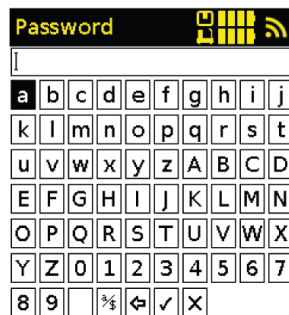 Password
a b c d e f g h i j
k l m n o p q r s t
u v w x y z A B C D
E F G H I J K L M N
O P Q R S T U V W X
Y Z 0 1 2 3 4 5 6 7
8 9 ⇦ ✓ X